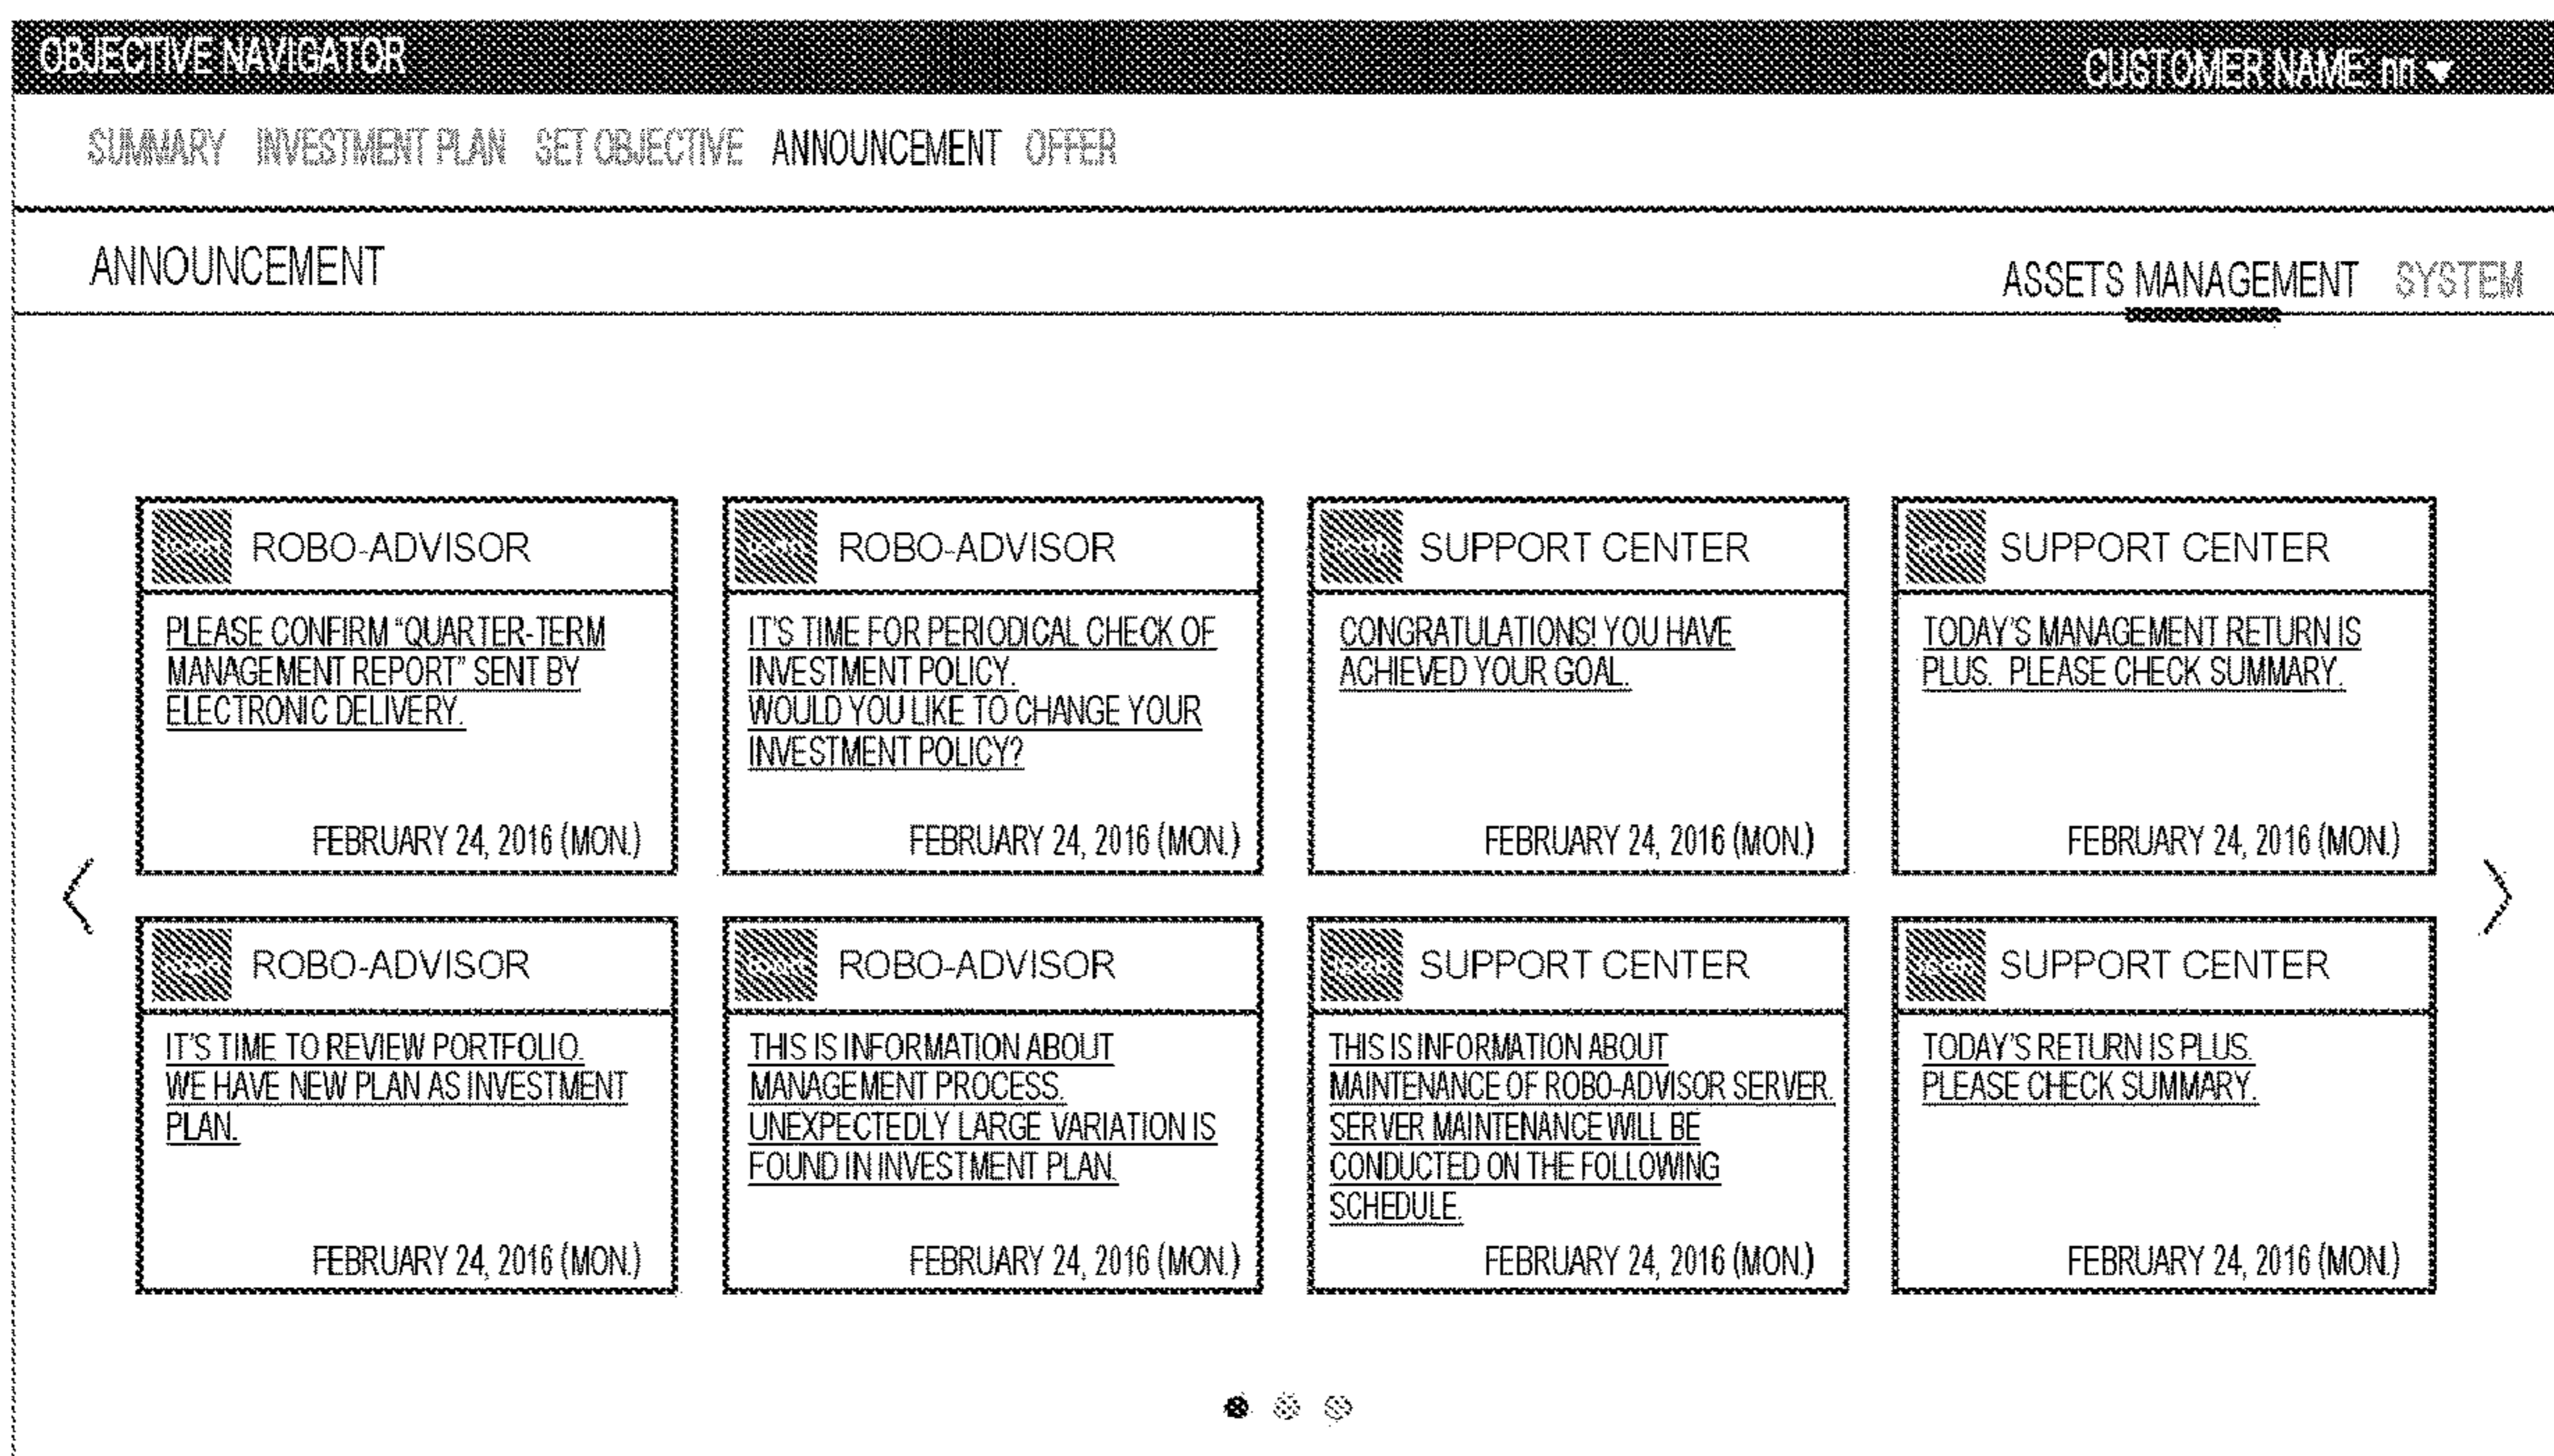 OBJECTIVE NAVIGATOR
CUSTOMER NAME: nri
SUMMARY INVESTMENT PLAN SET OBJECTIVE ANNOUNCEMENT OFFER
ANNOUNCEMENT
ASSETS MANAGEMENT SYSTEM
ROBO-ADVISOR
PLEASE CONFIRM “QUARTER-TERM
MANAGEMENT REPORT” SENT BY
ELECTRONIC DELIVERY.
FEBRUARY 24, 2016 (MON.)
ROBO-ADVISOR
IT'S TIME FOR PERIODICAL CHECK OF
INVESTMENT POLICY.
WOULD YOU LIKE TO CHANGE YOUR
INVESTMENT POLICY?
FEBRUARY 24, 2016 (MON.)
SUPPORT CENTER
CONGRATULATIONS! YOU HAVE
ACHIEVED YOUR GOAL.
FEBRUARY 24, 2016 (MON.)
SUPPORT CENTER
TODAY'S MANAGEMENT RETURN IS
PLUS. PLEASE CHECK SUMMARY.
FEBRUARY 24, 2016 (MON.)
ROBO-ADVISOR
IT'S TIME TO REVIEW PORTFOLIO.
WE HAVE NEW PLAN AS INVESTMENT
PLAN.
FEBRUARY 24, 2016 (MON.)
ROBO-ADVISOR
THIS IS INFORMATION ABOUT
MANAGEMENT PROCESS.
UNEXPECTEDLY LARGE VARIATION IS
FOUND IN INVESTMENT PLAN.
FEBRUARY 24, 2016 (MON.)
SUPPORT CENTER
THIS IS INFORMATION ABOUT
MAINTENANCE OF ROBO-ADVISOR SERVER.
SERVER MAINTENANCE WILL BE
CONDUCTED ON THE FOLLOWING
SCHEDULE.
FEBRUARY 24, 2016 (MON.)
SUPPORT CENTER
TODAY'S RETURN IS PLUS.
PLEASE CHECK SUMMARY.
FEBRUARY 24, 2016 (MON.)